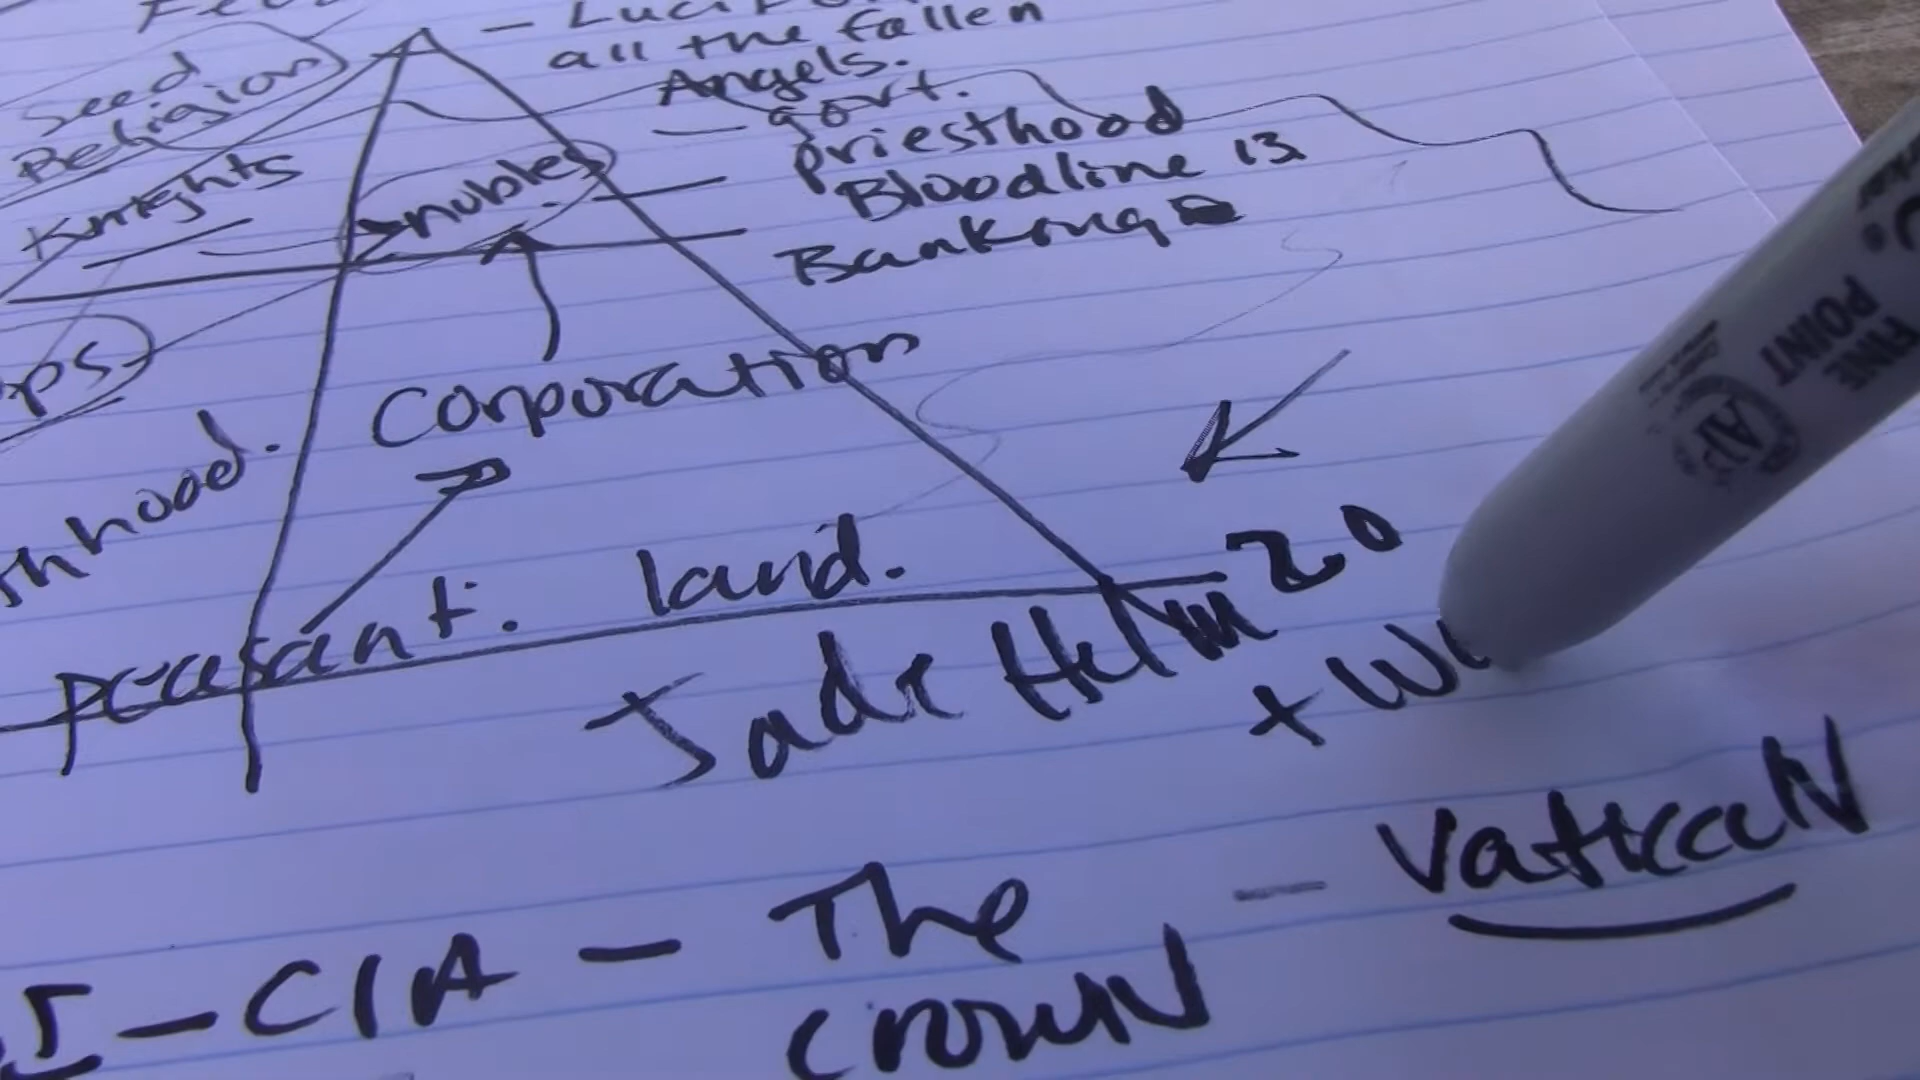 all the fallen
Angels.
Seed
Religion
govt.
priesthood
Knights
nobles
Bloodline 13
Banking
Corporation
land.
peasant.
Jade Helm 20
+ W
Vatican
CIA - The
Crown
FINE
POINT
AP